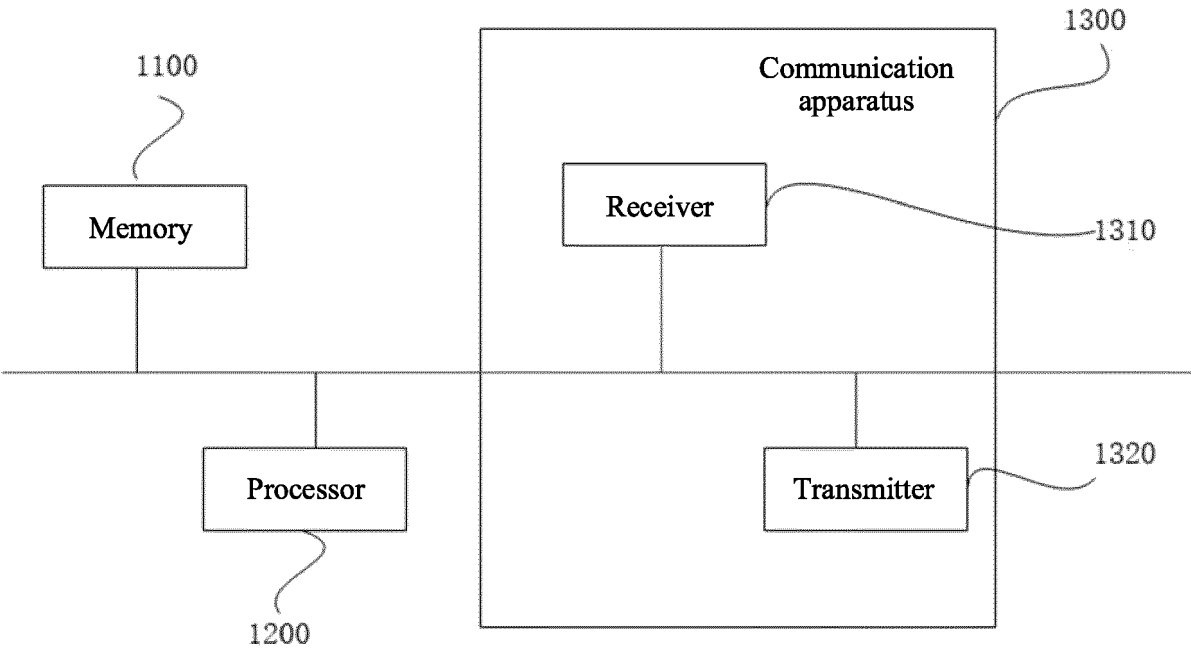 1300
1100
Communication
apparatus
Receiver
Memory
1310
1320
Processor
Transmitter
1200